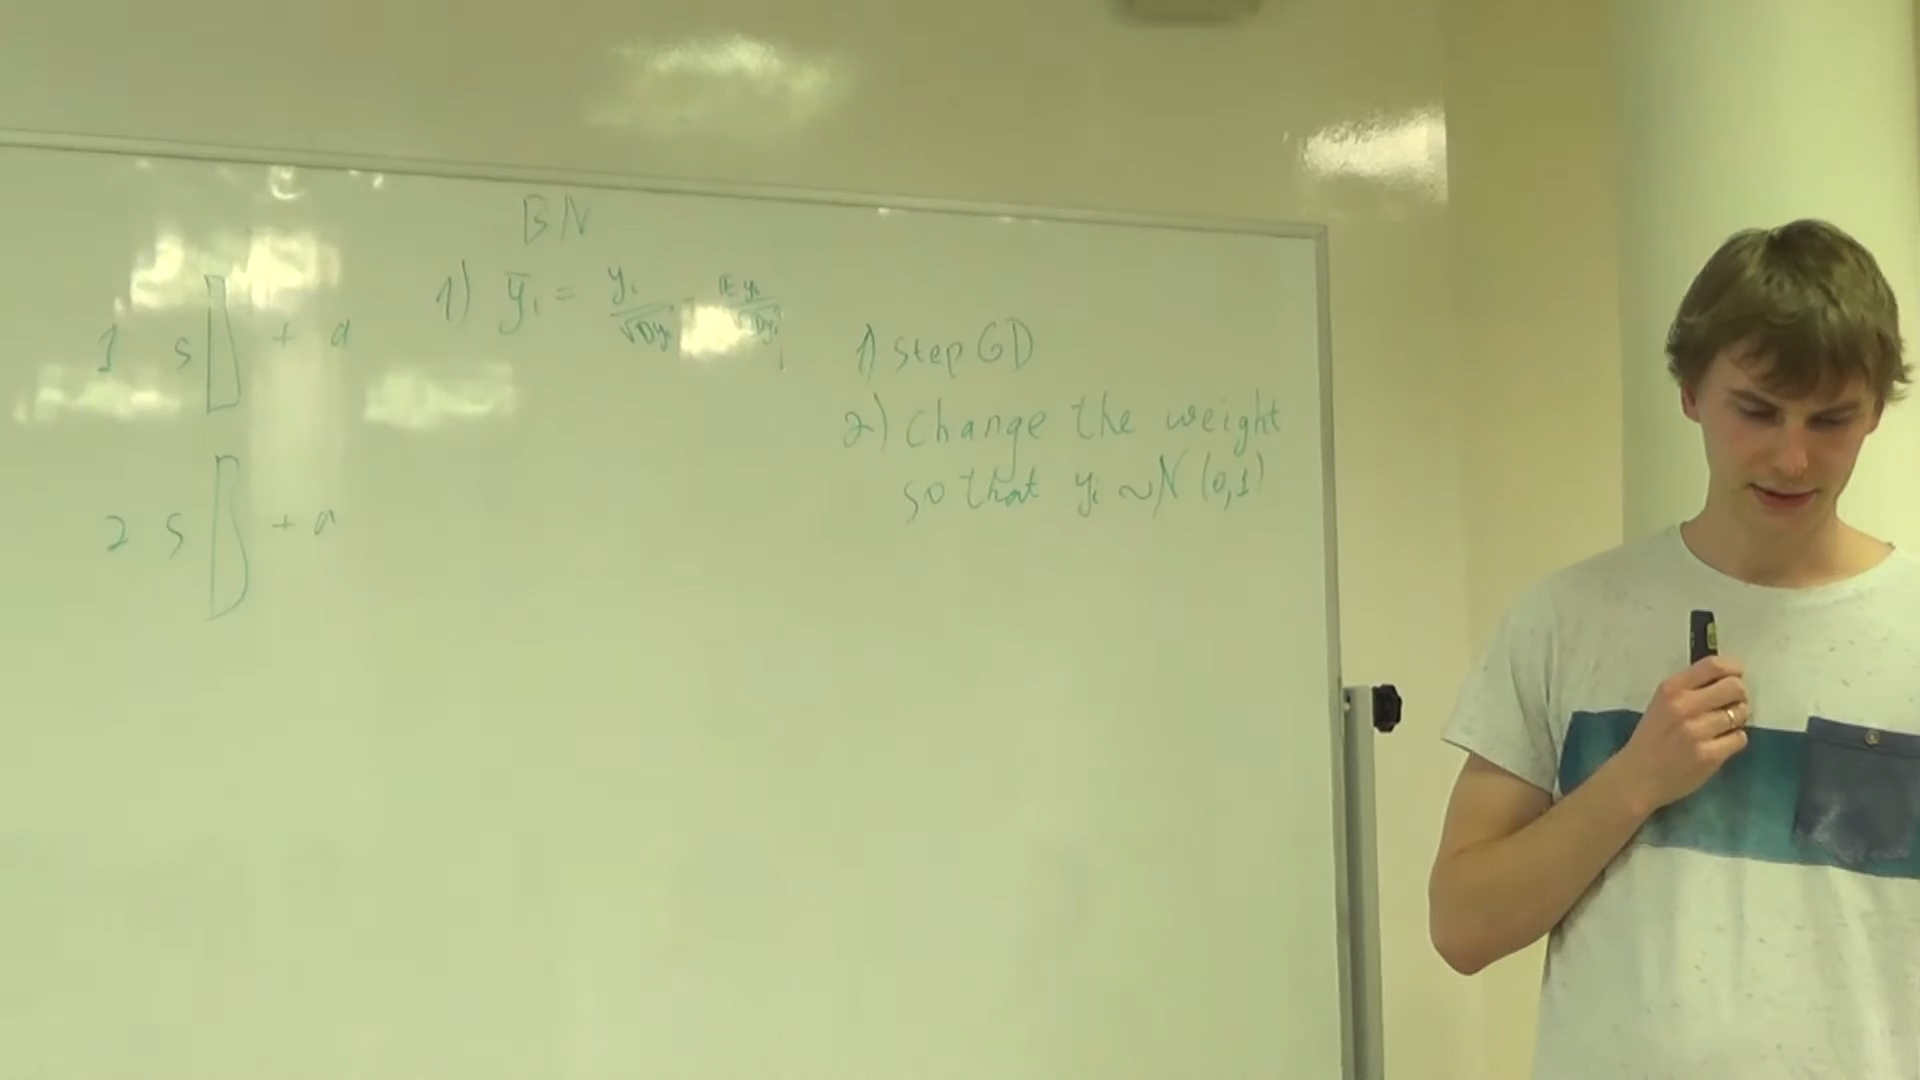 BN
1 s + a
2 s + a
1) ȳᵢ = yᵢ/√Dyᵢ - Eyᵢ/√Dyᵢ
1) step GD
2) Change the weight
so that yᵢ ~ N (0,1)